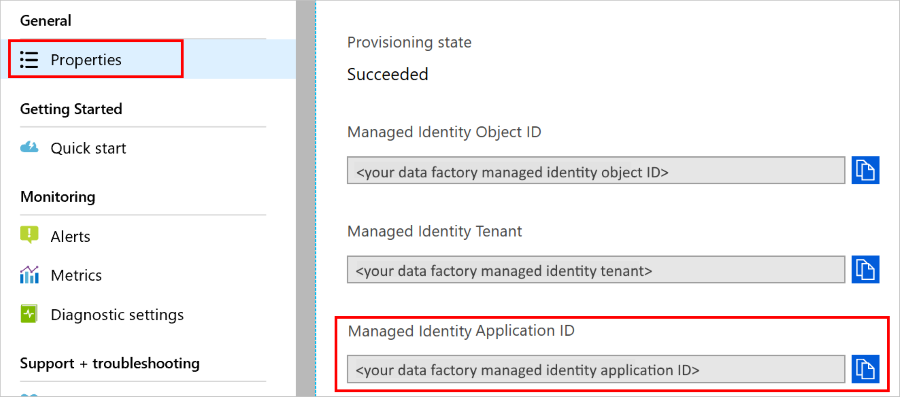 General
Properties
Getting Started
Quick start
Monitoring
Alerts
Metrics
Diagnostic settings
Support + troubleshooting
Provisioning state
Succeeded
Managed Identity Object ID
<your data factory managed identity object ID>
Managed Identity Tenant
<your data factory managed identity tenant>
Managed Identity Application ID
<your data factory managed identity application ID>